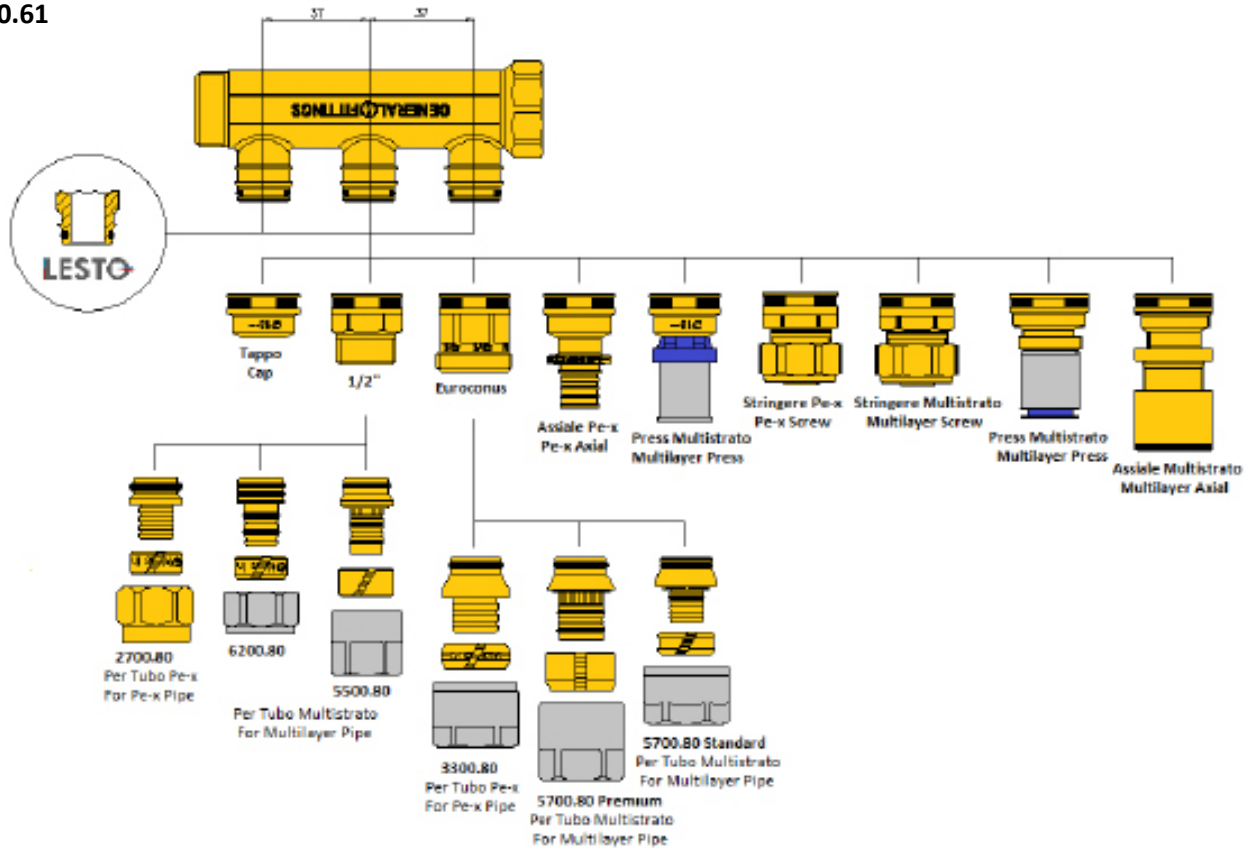 0.61
37
37
GENERAL FITTINGS
LESTO
Tappo
Cap
1/2"
Euroconus
Assiale Pe-x
Pe-x Axial
Press Multistrato
Multilayer Press
Stringere Pe-x
Pe-x Screw
Stringere Multistrato
Multilayer Screw
Press Multistrato
Multilayer Press
Assiale Multistrato
Multilayer Axial
2700.80
Per Tubo Pe-x
For Pe-x Pipe
6200.80
5500.80
Per Tubo Multistrato
For Multilayer Pipe
3300.80
Per Tubo Pe-x
For Pe-x Pipe
5700.80 Premium
Per Tubo Multistrato
For Multilayer Pipe
5700.80 Standard
Per Tubo Multistrato
For Multilayer Pipe